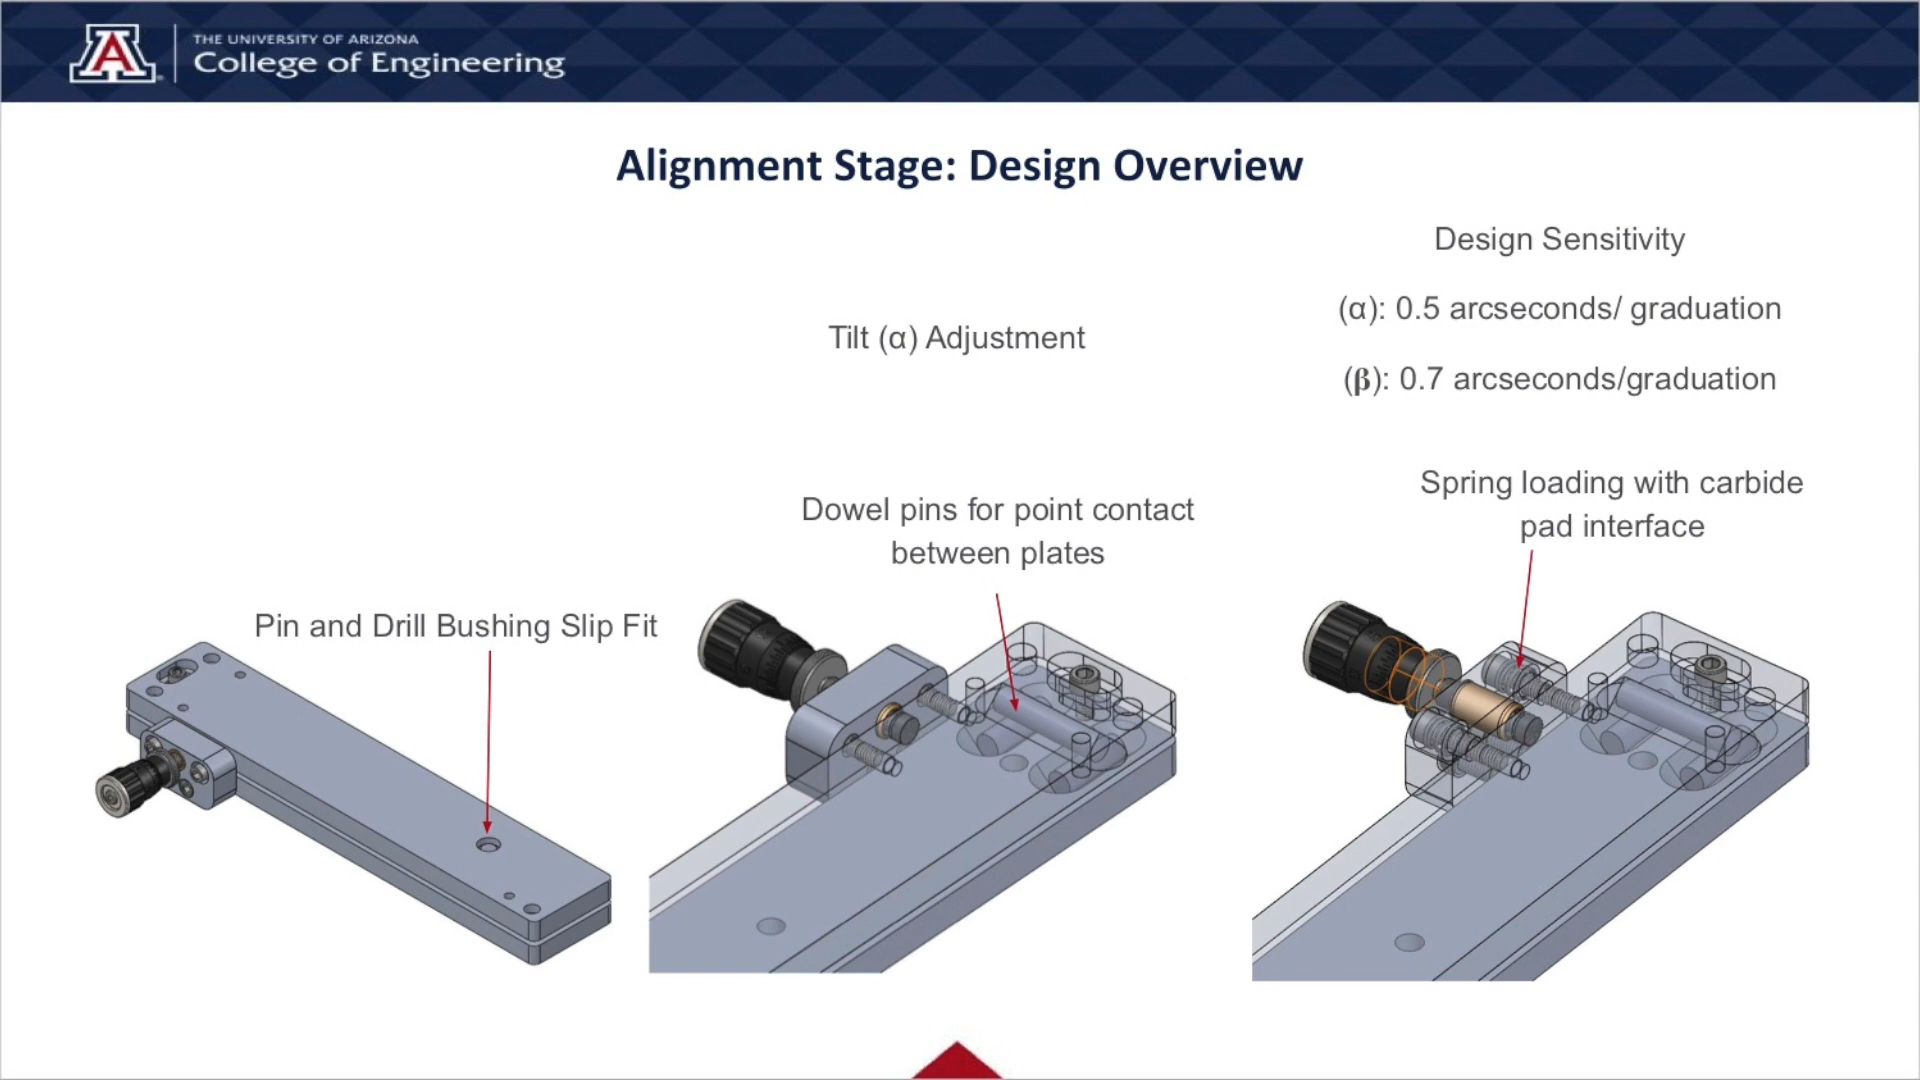 THE UNIVERSITY OF ARIZONA
College of Engineering
Alignment Stage: Design Overview
Design Sensitivity
(α): 0.5 arcseconds/ graduation
(β): 0.7 arcseconds/graduation
Tilt (α) Adjustment
Spring loading with carbide
pad interface
Dowel pins for point contact
between plates
Pin and Drill Bushing Slip Fit